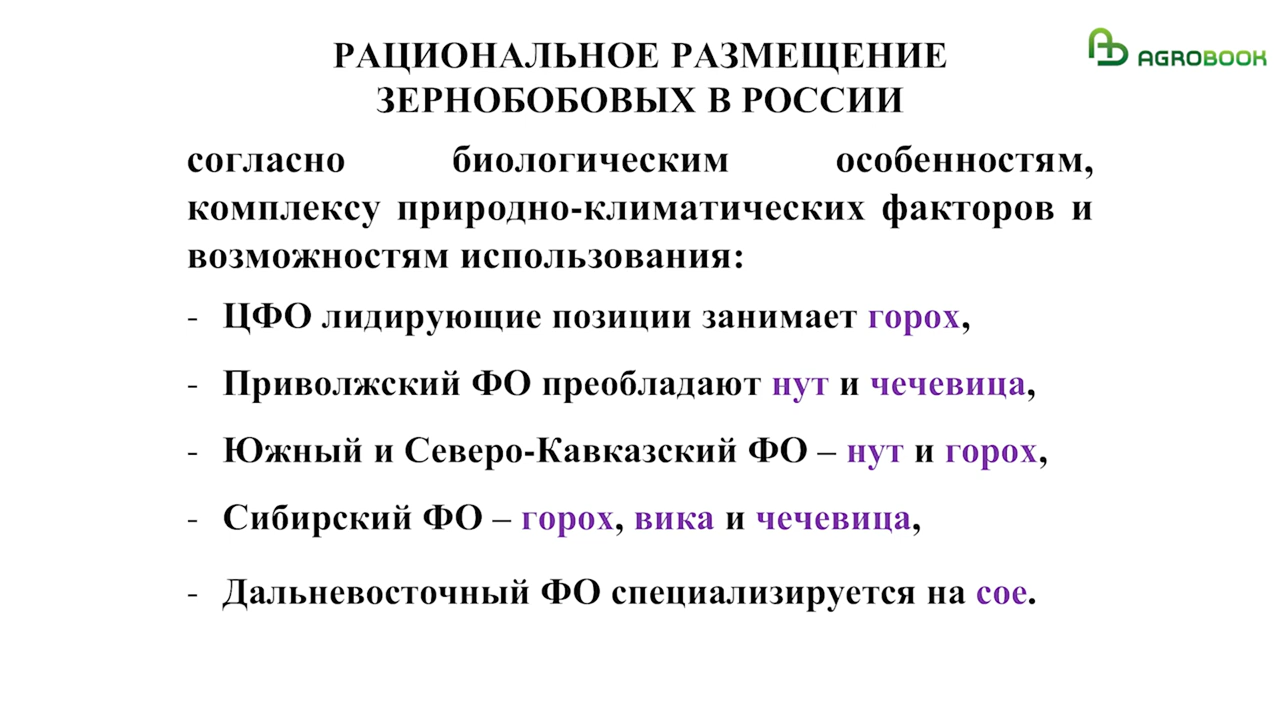 РАЦИОНАЛЬНОЕ РАЗМЕЩЕНИЕ
ЗЕРНОБОБОВЫХ В РОССИИ
AGROBOOK
согласно биологическим особенностям,
комплексу природно-климатических факторов и
возможностям использования:
- ЦФО лидирующие позиции занимает горох,
- Приволжский ФО преобладают нут и чечевица,
- Южный и Северо-Кавказский ФО – нут и горох,
- Сибирский ФО – горох, вика и чечевица,
- Дальневосточный ФО специализируется на сое.